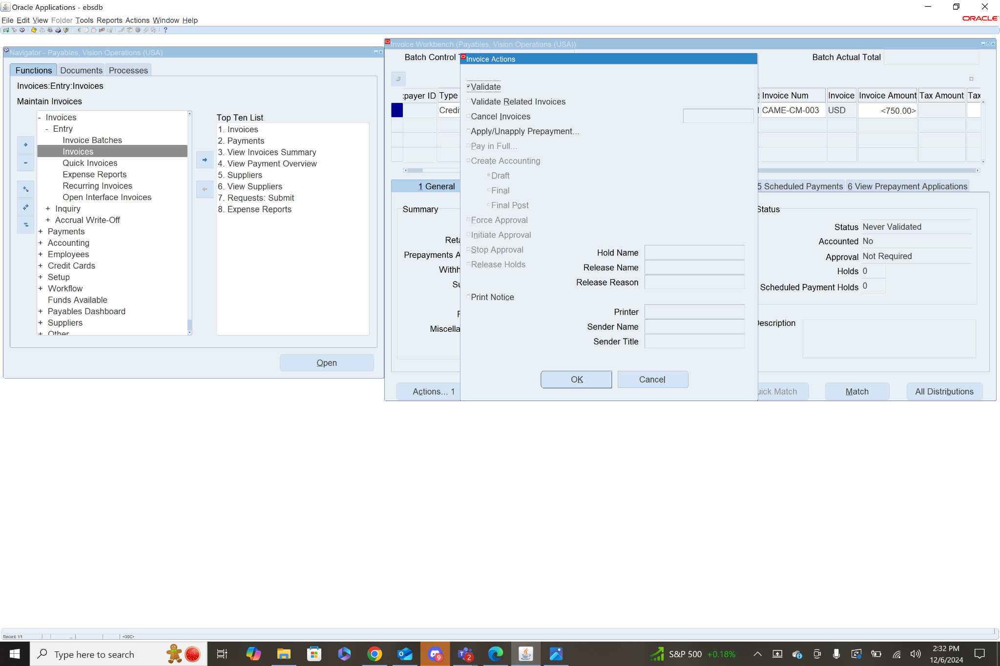 Oracle Applications - ebsdb
File Edit View Folder Tools Reports Actions Window Help
ORACLE
Navigator - Payables, Vision Operations (USA)
Functions Documents Processes
Invoices:Entry:Invoices
Maintain Invoices
- Invoices
- Entry
Invoice Batches
Invoices
Quick Invoices
Expense Reports
Recurring Invoices
Open Interface Invoices
+ Inquiry
+ Accrual Write-Off
+ Payments
+ Accounting
+ Employees
+ Credit Cards
+ Setup
+ Workflow
Funds Available
+ Payables Dashboard
+ Suppliers
+ Other
Top Ten List
1. Invoices
2. Payments
3. View Invoices Summary
4. View Payment Overview
5. Suppliers
6. View Suppliers
7. Requests: Submit
8. Expense Reports
Open
Invoice Workbench (Payables, Vision Operations (USA))
Batch Control
Batch Actual Total
payer ID Type
Invoice Num Invoice Invoice Amount Tax Amount Tax
Credi
CAME-CM-003 USD <750.00>
1 General
5 Scheduled Payments 6 View Prepayment Applications
Summary
Reta
Prepayments A
Withh
Su
Miscella
Actions... 1
Status
Status Never Validated
Accounted No
Approval Not Required
Holds 0
Scheduled Payment Holds 0
Description
uick Match Match All Distributions
Invoice Actions
Validate
Validate Related Invoices
Cancel Invoices
Apply/Unapply Prepayment...
Pay in Full...
Create Accounting
Draft
Final
Final Post
Force Approval
Initiate Approval
Stop Approval
Release Holds
Hold Name
Release Name
Release Reason
Print Notice
Printer
Sender Name
Sender Title
OK Cancel
Record: 1/1 ... <OSC>
Type here to search
9
2
S&P 500 +0.18%
2:32 PM
12/6/2024